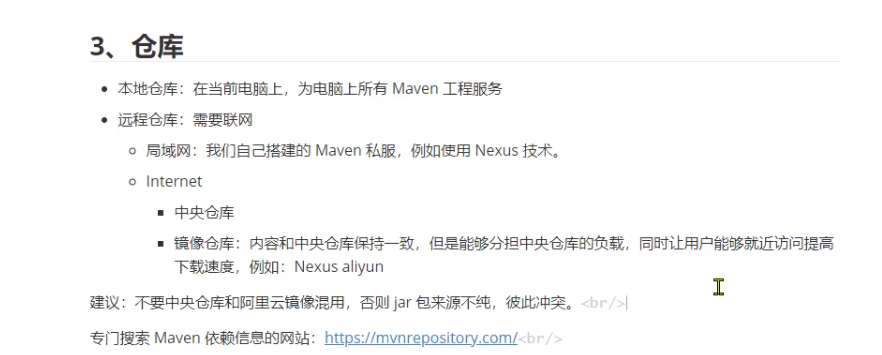 3、仓库
• 本地仓库：在当前电脑上，为电脑上所有 Maven 工程服务
• 远程仓库：需要联网
◦ 局域网：我们自己搭建的 Maven 私服，例如使用 Nexus 技术。
◦ Internet
▪ 中央仓库
▪ 镜像仓库：内容和中央仓库保持一致，但是能够分担中央仓库的负载，同时让用户能够就近访问提高
下载速度，例如：Nexus aliyun
建议：不要中央仓库和阿里云镜像混用，否则 jar 包来源不纯，彼此冲突。<br/>
专门搜索 Maven 依赖信息的网站：https://mvnrepository.com/<br/>